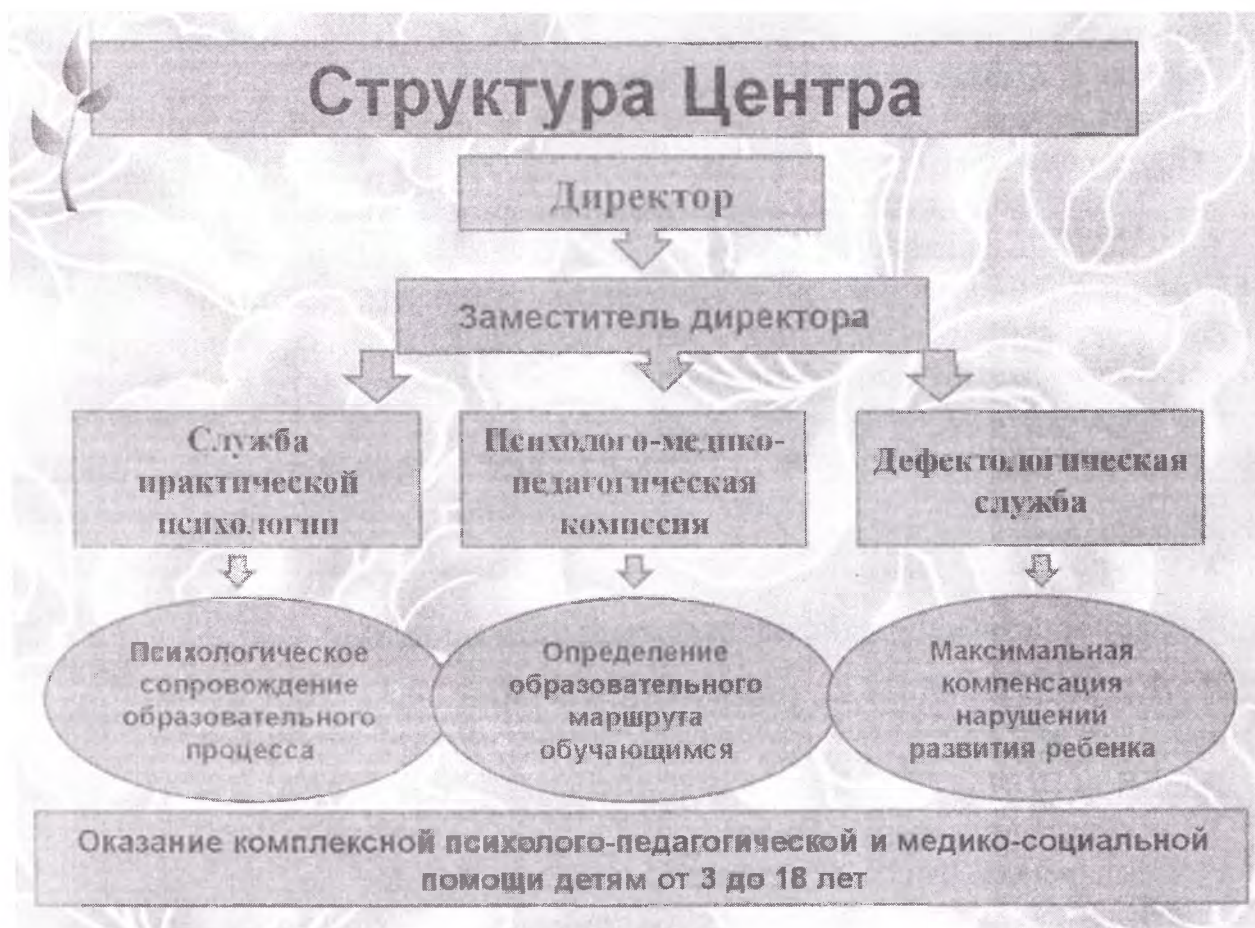 Структура Центра
Директор
Заместитель директора
Служба
практической
психологии
Психолого-медико-
педагогическая
комиссия
Дефектологическая
служба
Психологическое
сопровождение
образовательного
процесса
Определение
образовательного
маршрута
обучающимся
Максимальная
компенсация
нарушений
развития ребенка
Оказание комплексной психолого-педагогической и медико-социальной
помощи детям от 3 до 18 лет